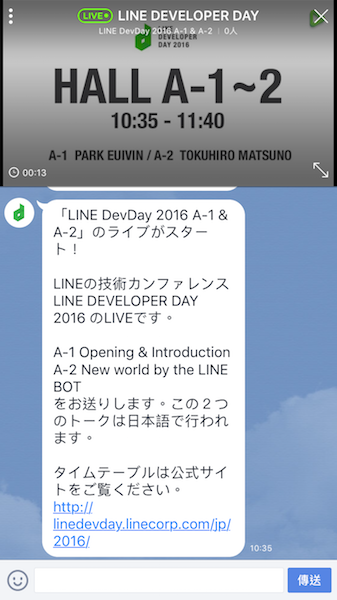 LIVE LINE DEVELOPER DAY
LINE DevDay 2016 A-1 & A-2 | 0人
DEVELOPER
DAY 2016
HALL A-1~2
10:35 - 11:40
A-1 PARK EUIVIN / A-2 TOKUHIRO MATSUNO
00:13
「LINE DevDay 2016 A-1 &
A-2」のライブがスター
ト！
LINEの技術カンファレンス
LINE DEVELOPER DAY
2016 のLIVEです。
A-1 Opening & Introduction
A-2 New world by the LINE
BOT
をお送りします。この２つ
のトークは日本語で行われ
ます。
タイムテーブルは公式サイ
トをご覧ください。
http://
linedevday.linecorp.com/jp/
2016/
10:35
傳送